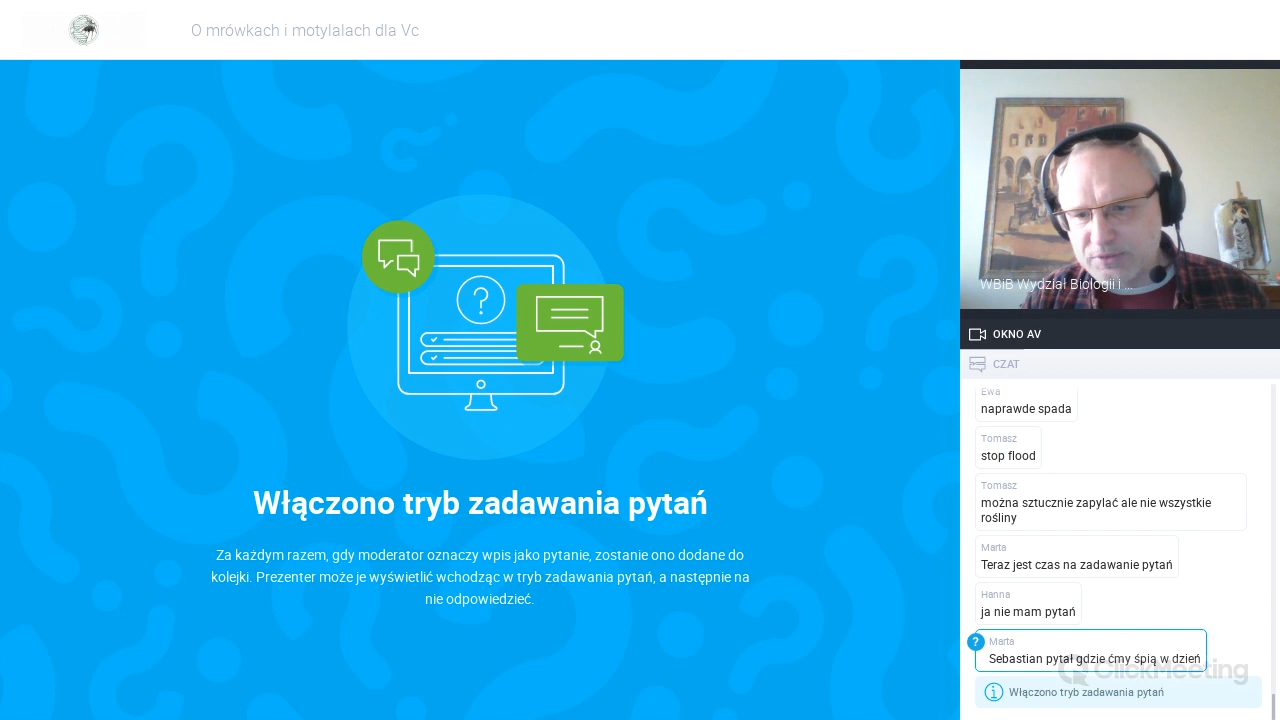 O mrówkach i motylalach dla Vc
WBiB Wydział Biologii i ...
OKNO AV
CZAT
Ewa
naprawde spada
Tomasz
stop flood
Tomasz
można sztucznie zapylać ale nie wszystkie
rośliny
Marta
Teraz jest czas na zadawanie pytań
Hanna
ja nie mam pytań
?
Marta
Sebastian pytał gdzie ćmy śpią w dzień
ClickMeeting
Włączono tryb zadawania pytań
?
Włączono tryb zadawania pytań
Za każdym razem, gdy moderator oznaczy wpis jako pytanie, zostanie ono dodane do
kolejki. Prezenter może je wyświetlić wchodząc w tryb zadawania pytań, a następnie na
nie odpowiedzieć.